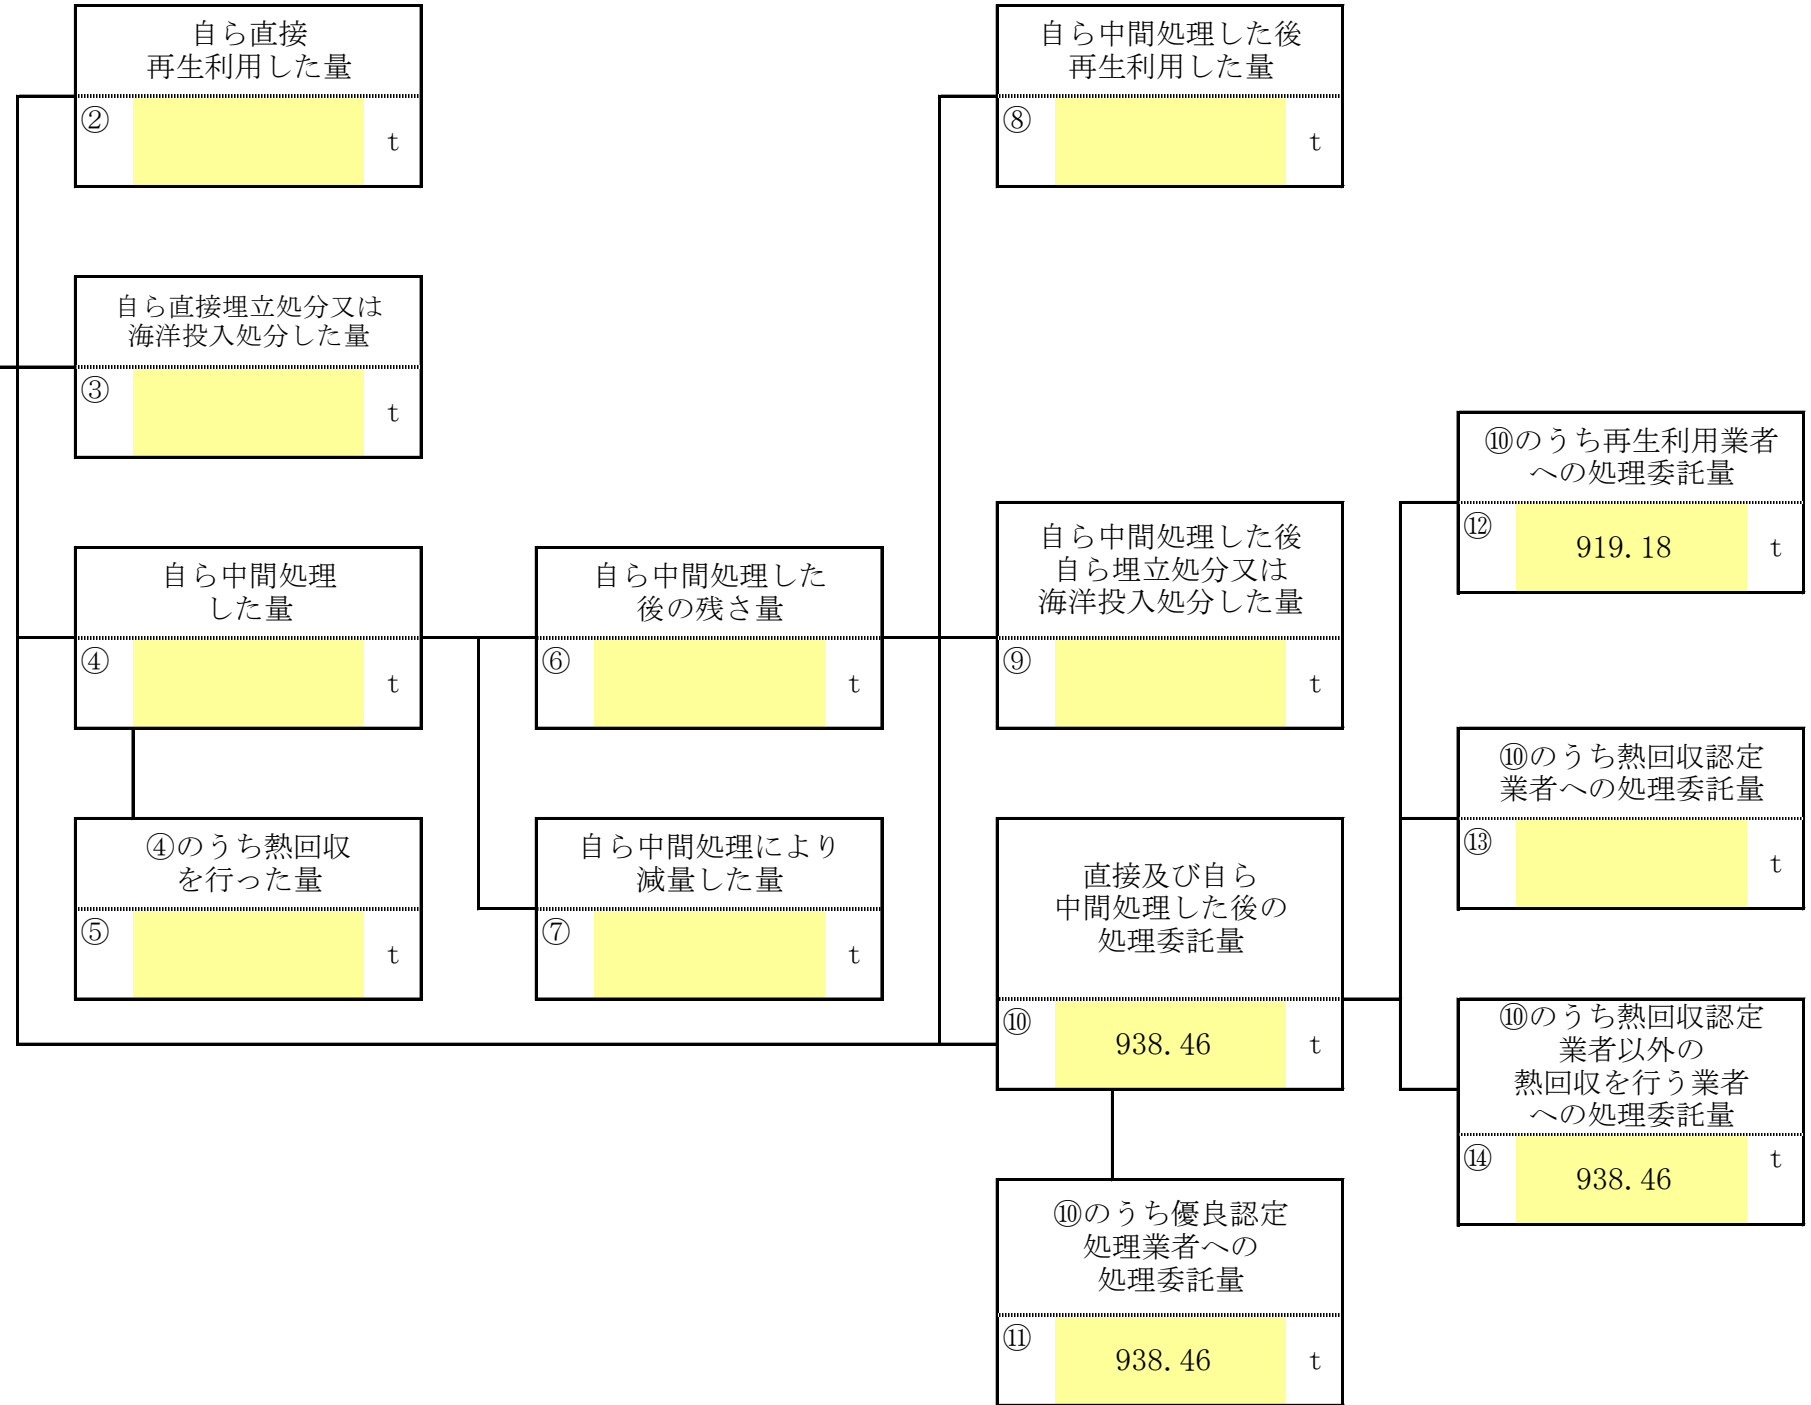 自ら直接
再生利用した量
②
t
自ら中間処理した後
再生利用した量
⑧
t
自ら直接埋立処分又は
海洋投入処分した量
③
t
⑩のうち再生利用業者
への処理委託量
⑫
919.18
t
自ら中間処理
した量
④
t
自ら中間処理した
後の残さ量
⑥
t
自ら中間処理した後
自ら埋立処分又は
海洋投入処分した量
⑨
t
⑩のうち熱回収認定
業者への処理委託量
⑬
t
④のうち熱回収
を行った量
⑤
t
自ら中間処理により
減量した量
⑦
t
直接及び自ら
中間処理した後の
処理委託量
⑩
938.46
t
⑩のうち熱回収認定
業者以外の
熱回収を行う業者
への処理委託量
⑭
938.46
t
⑩のうち優良認定
処理業者への
処理委託量
⑪
938.46
t